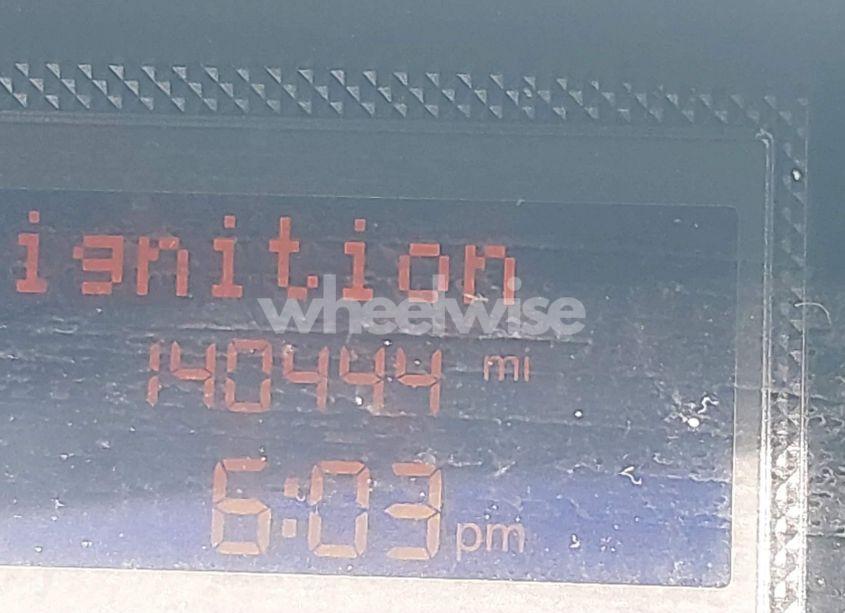 ignition
wheelwise
140444 mi
6:03 pm